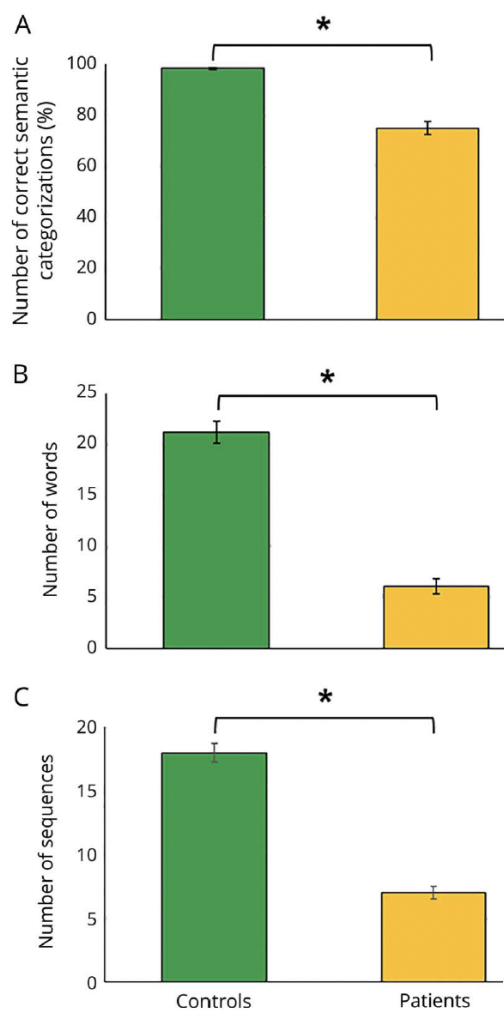 A
*
Number of correct semantic
categorizations (%)
100
80
60
40
20
0
B
*
Number of words
25
20
15
10
5
0
C
*
Number of sequences
20
15
10
5
0
Controls Patients